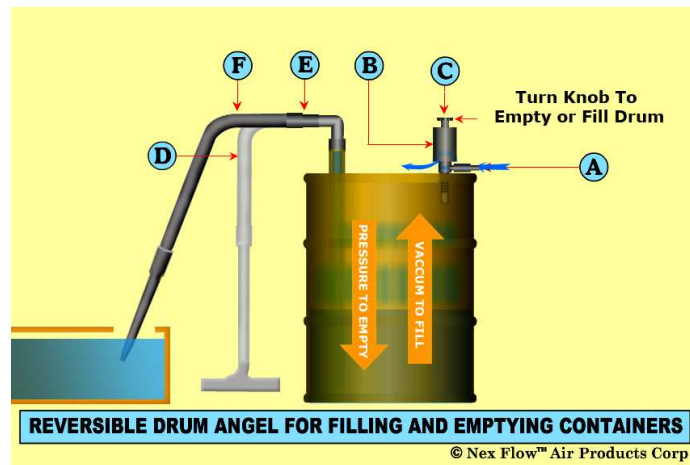 F
E
B
C
Turn Knob To
Empty or Fill Drum
D
A
PRESSURE TO EMPTY
VACCUM TO FILL
REVERSIBLE DRUM ANGEL FOR FILLING AND EMPTYING CONTAINERS
© Nex Flow™ Air Products Corp